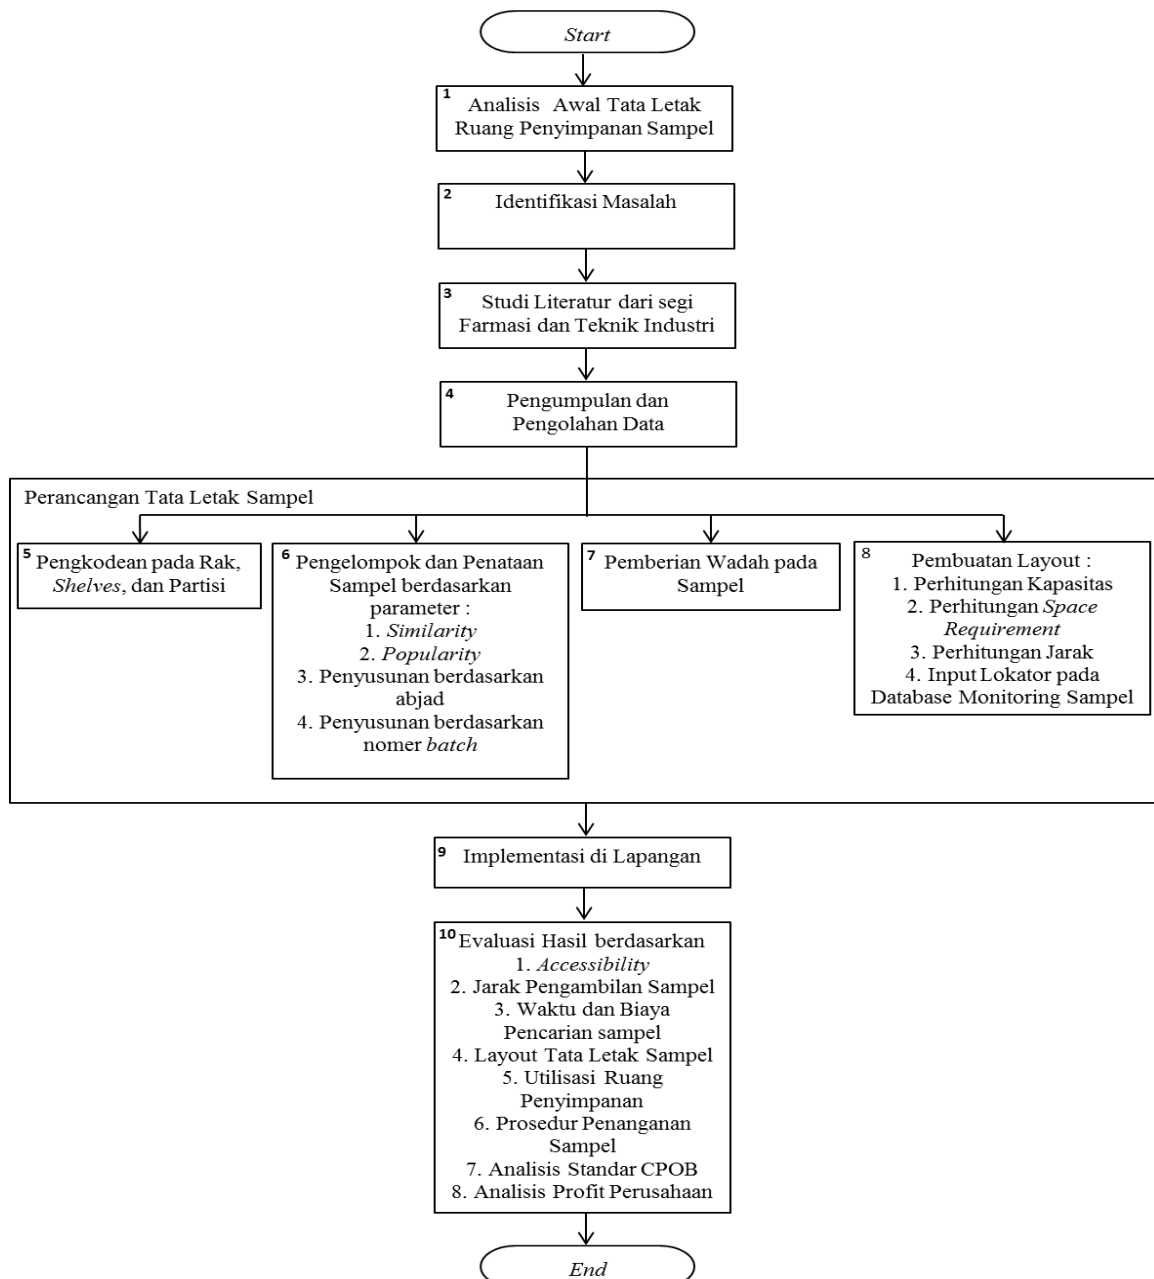 Start
1
Analisis Awal Tata Letak
Ruang Penyimpanan Sampel
2
Identifikasi Masalah
3
Studi Literatur dari segi
Farmasi dan Teknik Industri
4
Pengumpulan dan
Pengolahan Data
Perancangan Tata Letak Sampel
5
Pengkodean pada Rak,
Shelves, dan Partisi
6
Pengelompok dan Penataan
Sampel berdasarkan
parameter :
1. Similarity
2. Popularity
3. Penyusunan berdasarkan
abjad
4. Penyusunan berdasarkan
nomer batch
7
Pemberian Wadah pada
Sampel
8
Pembuatan Layout :
1. Perhitungan Kapasitas
2. Perhitungan Space
Requirement
3. Perhitungan Jarak
4. Input Lokator pada
Database Monitoring Sampel
9
Implementasi di Lapangan
10
Evaluasi Hasil berdasarkan
1. Accessibility
2. Jarak Pengambilan Sampel
3. Waktu dan Biaya
Pencarian sampel
4. Layout Tata Letak Sampel
5. Utilisasi Ruang
Penyimpanan
6. Prosedur Penanganan
Sampel
7. Analisis Standar CPOB
8. Analisis Profit Perusahaan
End